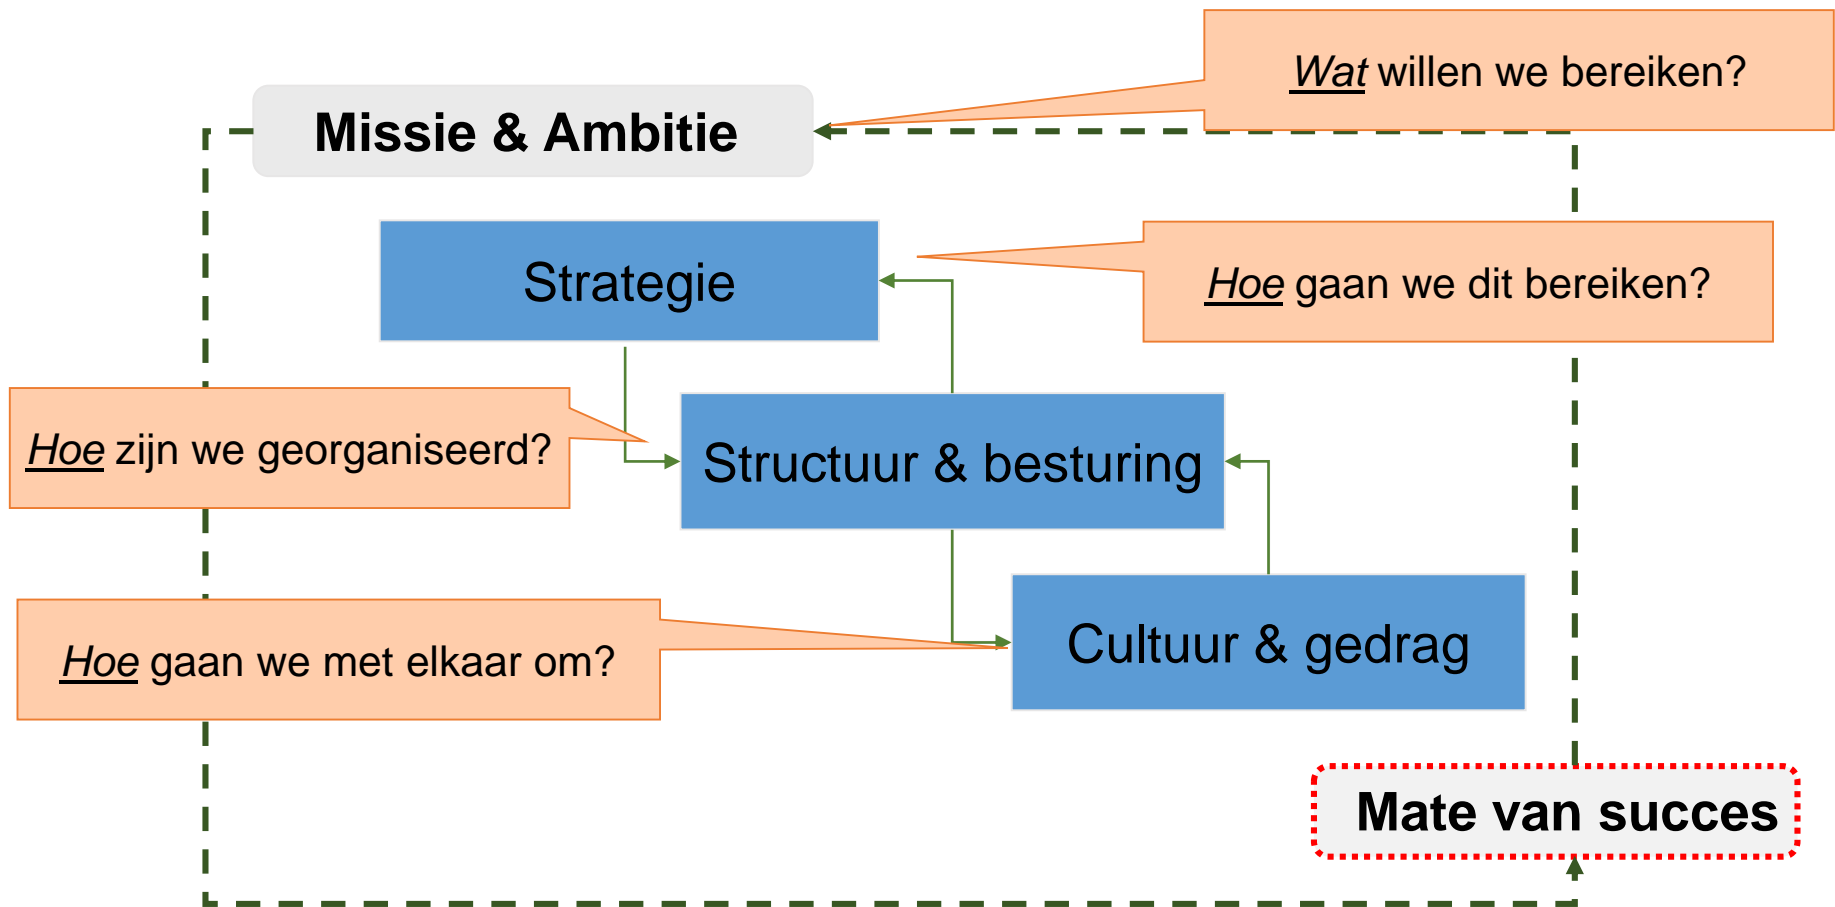 Wat willen we bereiken?
Missie & Ambitie
Strategie
Hoe gaan we dit bereiken?
Hoe zijn we georganiseerd?
Structuur & besturing
Hoe gaan we met elkaar om?
Cultuur & gedrag
Mate van succes